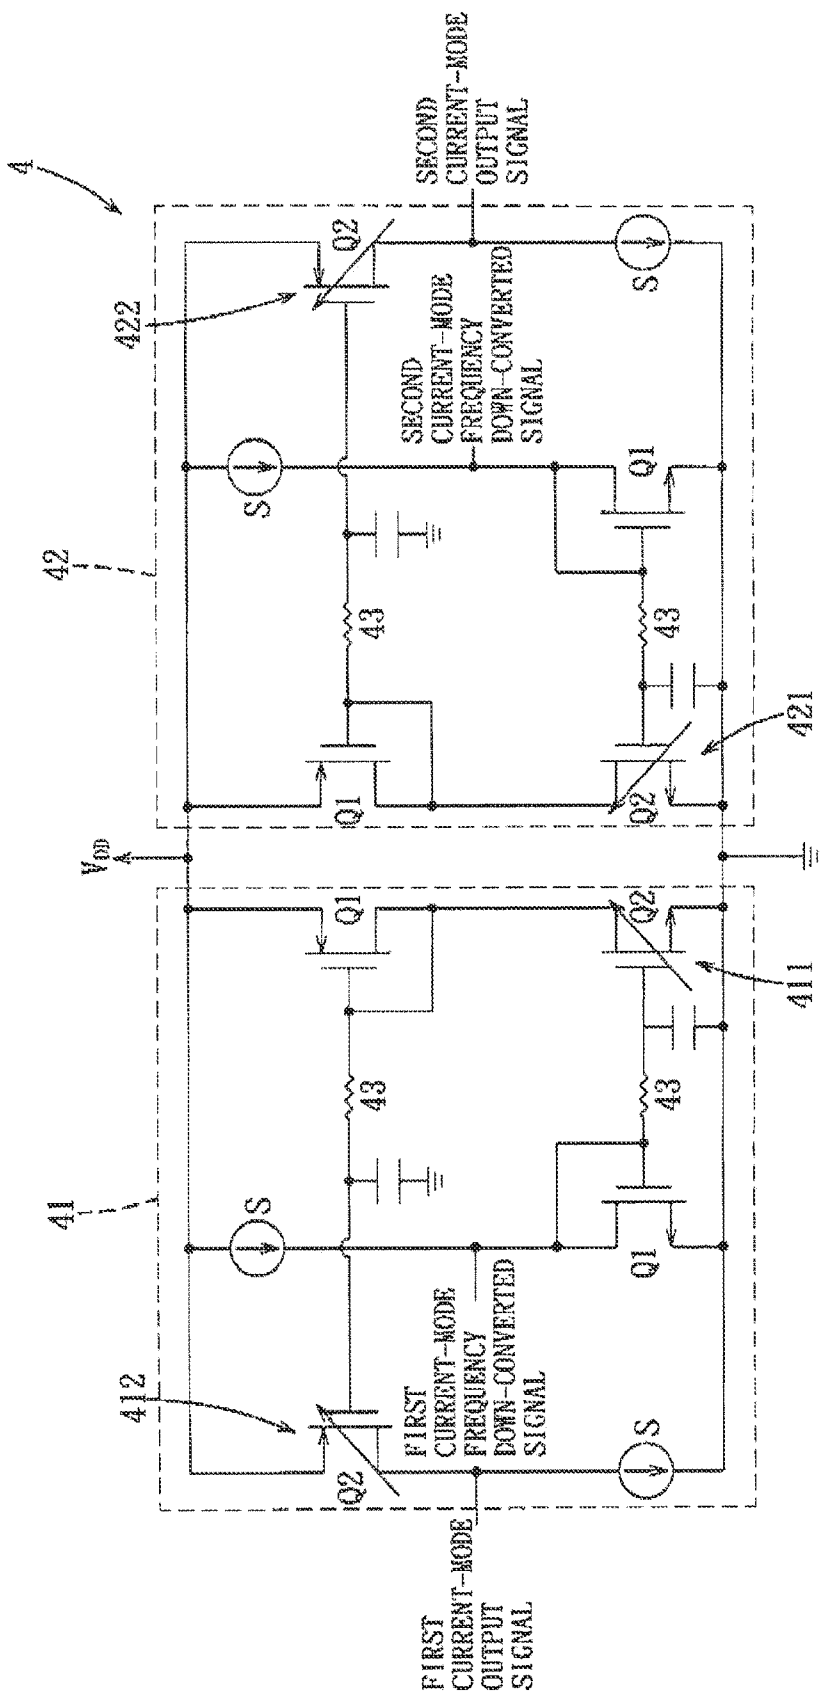 4
41
42
V_DD
412
422
S
S
Q2
Q1
Q1
Q2
43
43
FIRST
CURRENT-MODE
OUTPUT
SIGNAL
FIRST
CURRENT-MODE
FREQUENCY
DOWN-CONVERTED
SIGNAL
SECOND
CURRENT-MODE
FREQUENCY
DOWN-CONVERTED
SIGNAL
SECOND
CURRENT-MODE
OUTPUT
SIGNAL
S
Q1
Q2
Q2
Q1
S
43
43
411
421